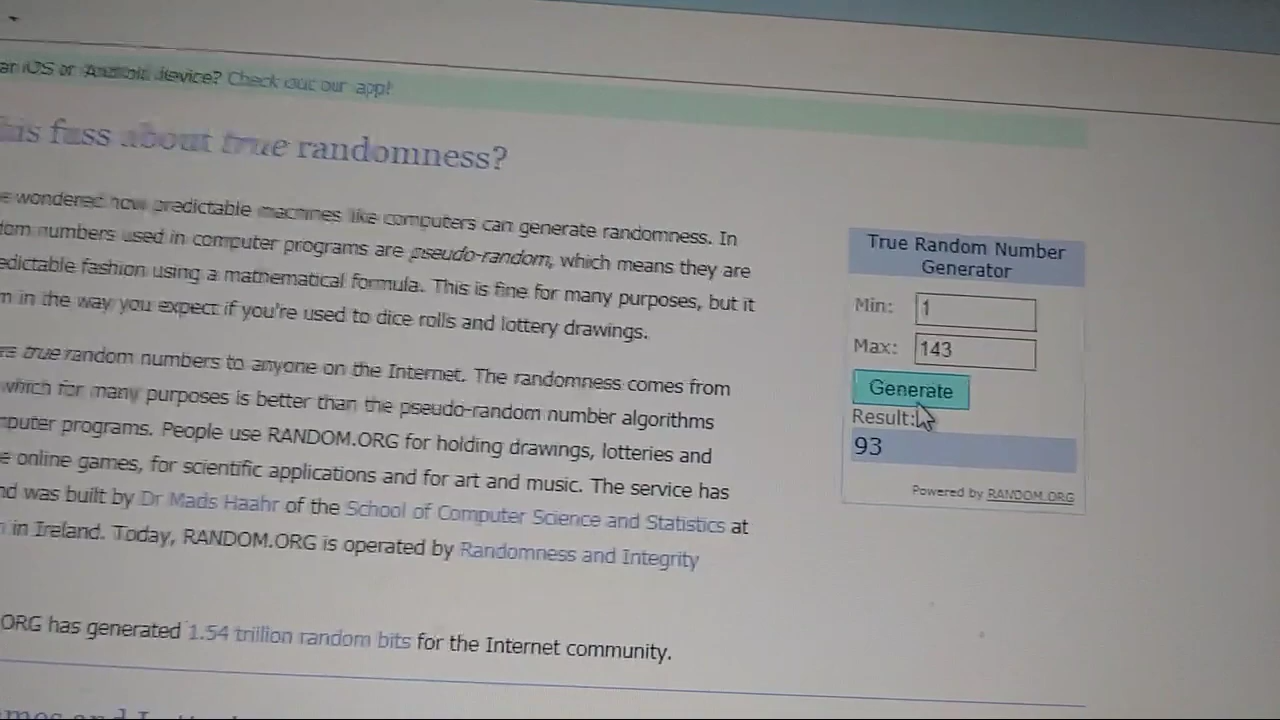 iOS or Android device? Check out our app!
fuss about true randomness?
wondered how predictable machines like computers can generate randomness. In
numbers used in computer programs are pseudo-random, which means they are
fashion using a mathematical formula. This is fine for many purposes, but it
in the way you expect if you're used to dice rolls and lottery drawings.
true random numbers to anyone on the Internet. The randomness comes from
which for many purposes is better than the pseudo-random number algorithms
programs. People use RANDOM.ORG for holding drawings, lotteries and
online games, for scientific applications and for art and music. The service has
was built by Dr Mads Haahr of the School of Computer Science and Statistics at
in Ireland. Today, RANDOM.ORG is operated by Randomness and Integrity
ORG has generated 1.54 trillion random bits for the Internet community.
True Random Number
Generator
Min: 1
Max: 143
Generate
Result:
93
Powered by RANDOM.ORG